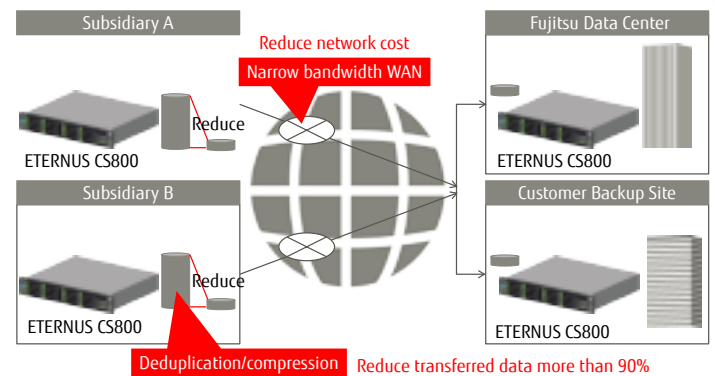 Subsidiary A
Fujitsu Data Center
Reduce network cost
Narrow bandwidth WAN
Reduce
ETERNUS CS800
ETERNUS CS800
Subsidiary B
Customer Backup Site
Reduce
ETERNUS CS800
ETERNUS CS800
Deduplication/compression
Reduce transferred data more than 90%